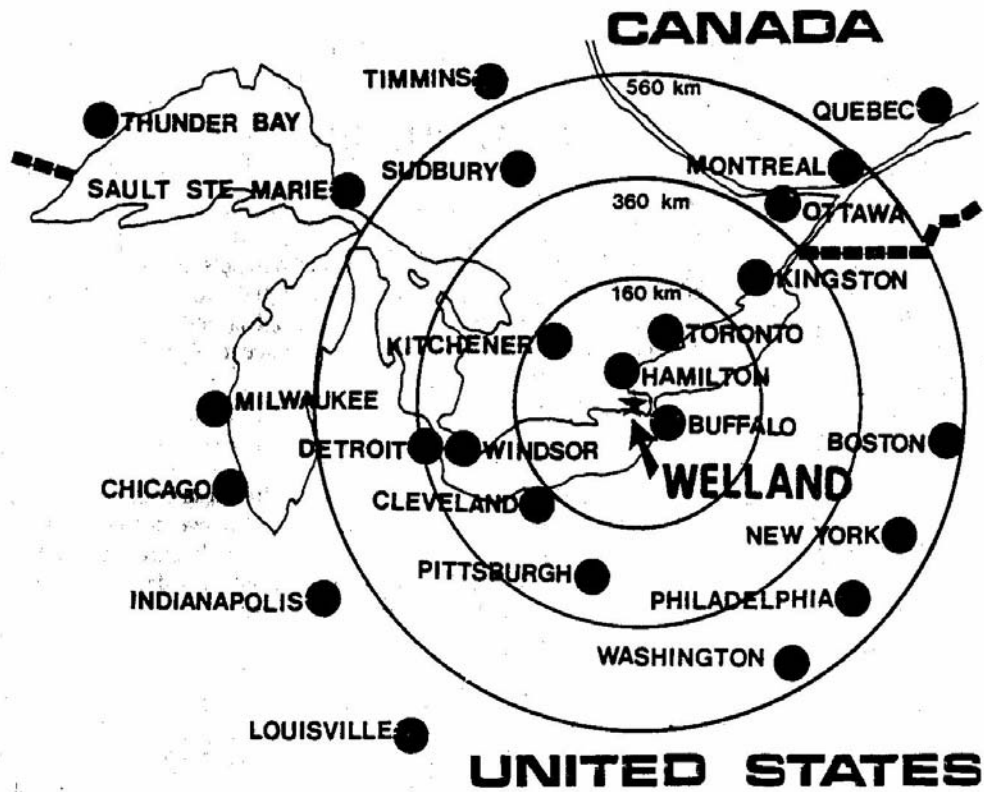 CANADA
TIMMINS
560 km
QUEBEC
THUNDER BAY
SUDBURY
MONTREAL
SAULT STE MARIE
360 km
OTTAWA
KINGSTON
160 km
TORONTO
KITCHENER
HAMILTON
MILWAUKEE
BUFFALO
DETROIT
WINDSOR
BOSTON
WELLAND
CHICAGO
CLEVELAND
NEW YORK
PITTSBURGH
INDIANAPOLIS
PHILADELPHIA
WASHINGTON
LOUISVILLE
UNITED STATES